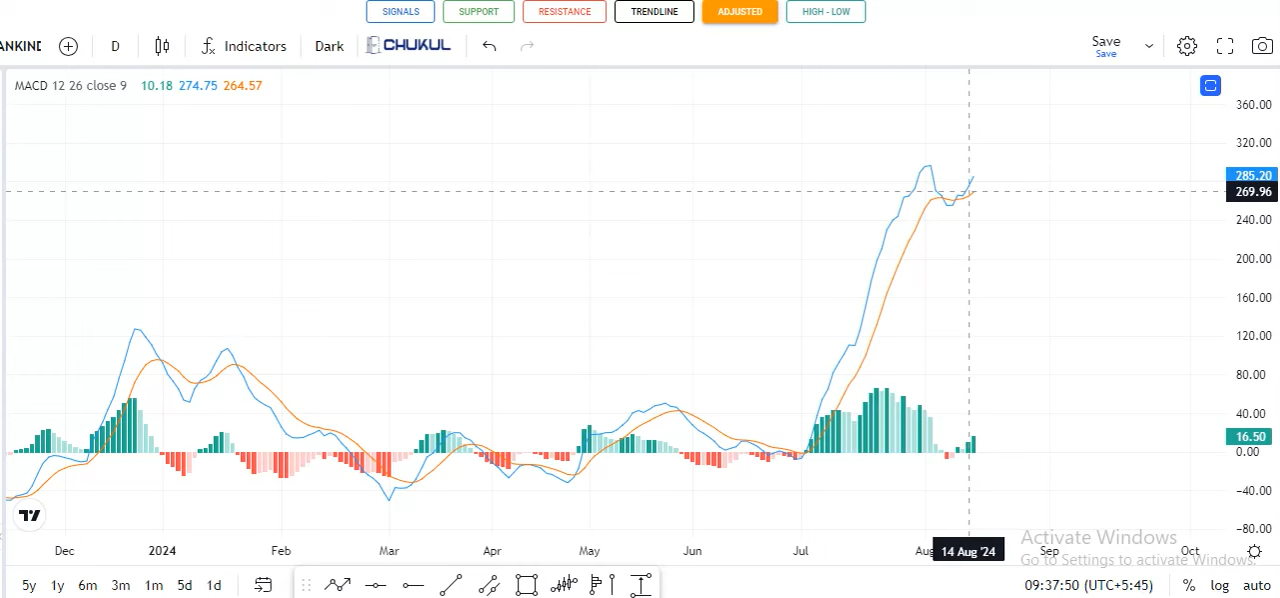 SIGNALS SUPPORT RESISTANCE TRENDLINE ADJUSTED HIGH - LOW
ANKINE D Indicators Dark CHUKUL Save
Save
MACD 12 26 close 9 10.18 274.75 264.57
360.00
320.00
285.20
269.96
240.00
200.00
160.00
120.00
80.00
40.00
16.50
0.00
-40.00
-80.00
Dec 2024 Feb Mar Apr May Jun Jul Aug 14 Aug '24 Sep Oct
Activate Windows
Go to Settings to activate Windows.
5y 1y 6m 3m 1m 5d 1d 09:37:50 (UTC+5:45) % log auto